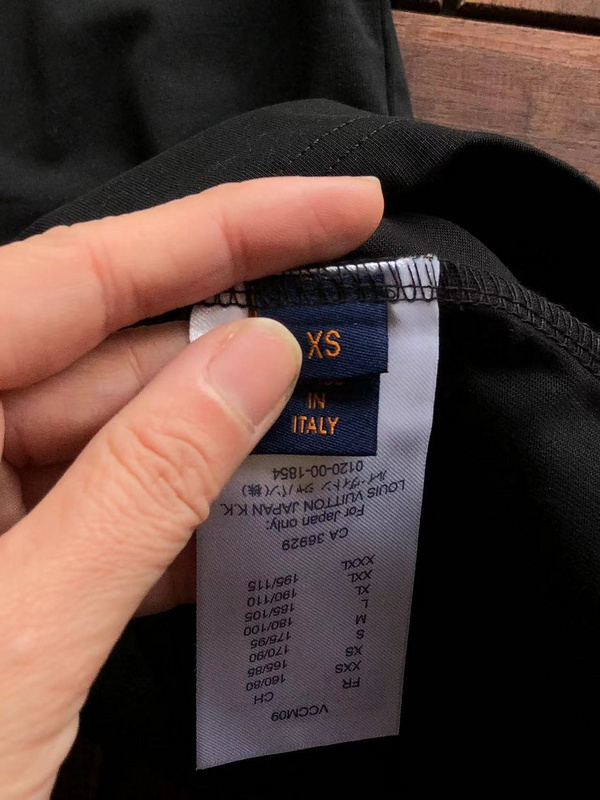 XS
IN
ITALY
VCCM09
FR CH
XXS 160/80
XS 165/85
S 170/90
M 175/95
L 180/100
XL 185/105
XXL 190/110
XXXL 195/115
CA 36929
For Japan only:
LOUIS VUITTON JAPAN K.K.
ルイ・ヴィトン ジャパン(株)
0120-00-1854